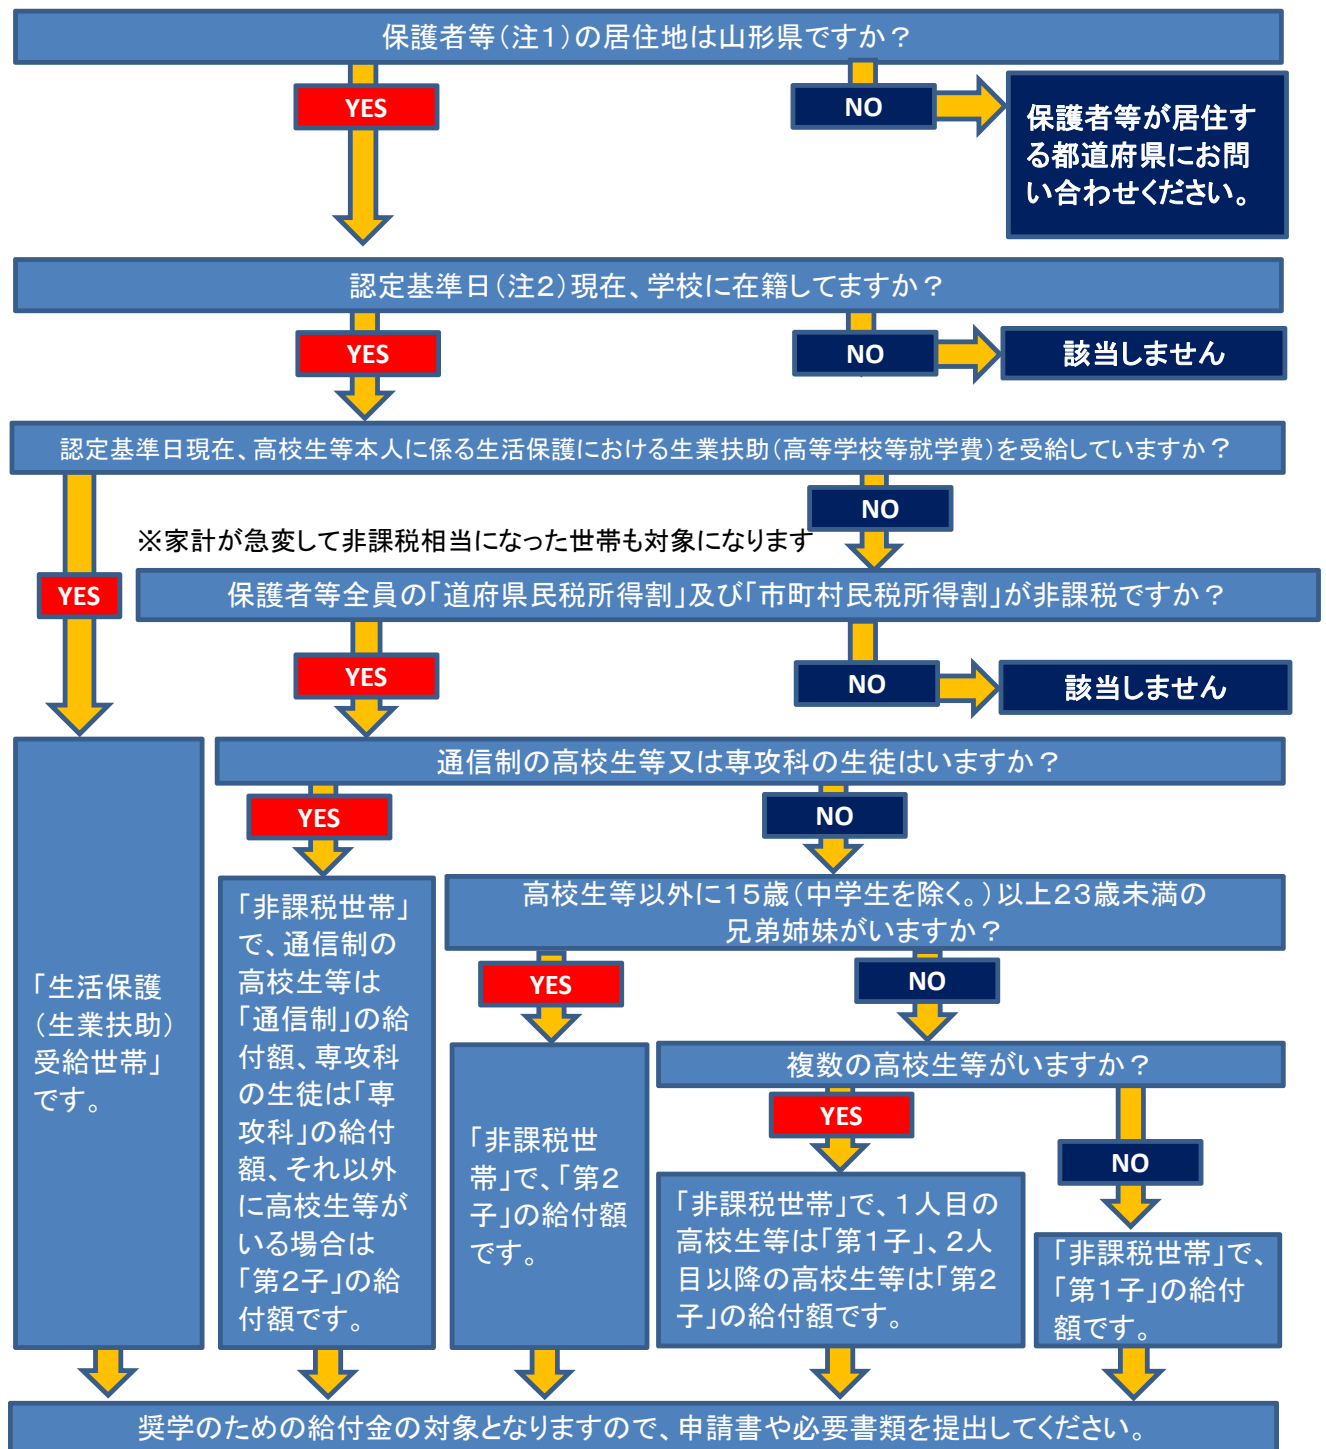 保護者等（注１）の居住地は山形県ですか？
YES
NO
保護者等が居住す
る都道府県にお問
い合わせください。
認定基準日（注２）現在、学校に在籍してますか？
YES
NO
該当しません
認定基準日現在、高校生等本人に係る生活保護における生業扶助（高等学校等就学費）を受給していますか？
NO
※家計が急変して非課税相当になった世帯も対象になります
YES
保護者等全員の「道府県民税所得割」及び「市町村民税所得割」が非課税ですか？
YES
NO
該当しません
通信制の高校生等又は専攻科の生徒はいますか？
YES
NO
高校生等以外に１５歳（中学生を除く。）以上２３歳未満の
兄弟姉妹がいますか？
YES
NO
複数の高校生等がいますか？
YES
NO
「生活保護
（生業扶助）
受給世帯」
です。
「非課税世帯」
で、通信制の
高校生等は
「通信制」の給
付額、専攻科
の生徒は「専
攻科」の給付
額、それ以外
に高校生等が
いる場合は
「第２子」の給
付額です。
「非課税世
帯」で、「第２
子」の給付額
です。
「非課税世帯」で、１人目の
高校生等は「第１子」、２人
目以降の高校生等は「第２
子」の給付額です。
「非課税世帯」で、
「第１子」の給付
額です。
奨学のための給付金の対象となりますので、申請書や必要書類を提出してください。